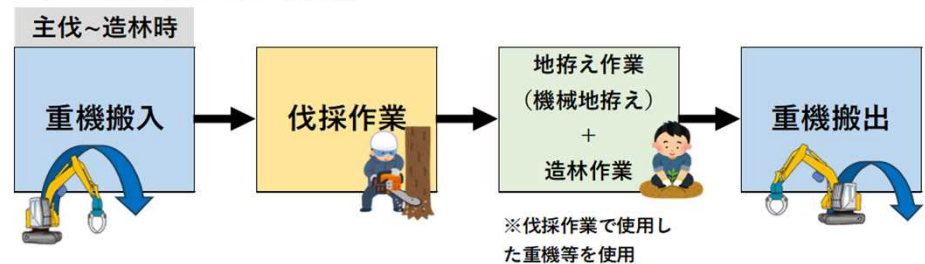 主伐~造林時
重機搬入
伐採作業
地拵え作業
（機械地拵え）
+
造林作業
重機搬出
※伐採作業で使用し
た重機等を使用